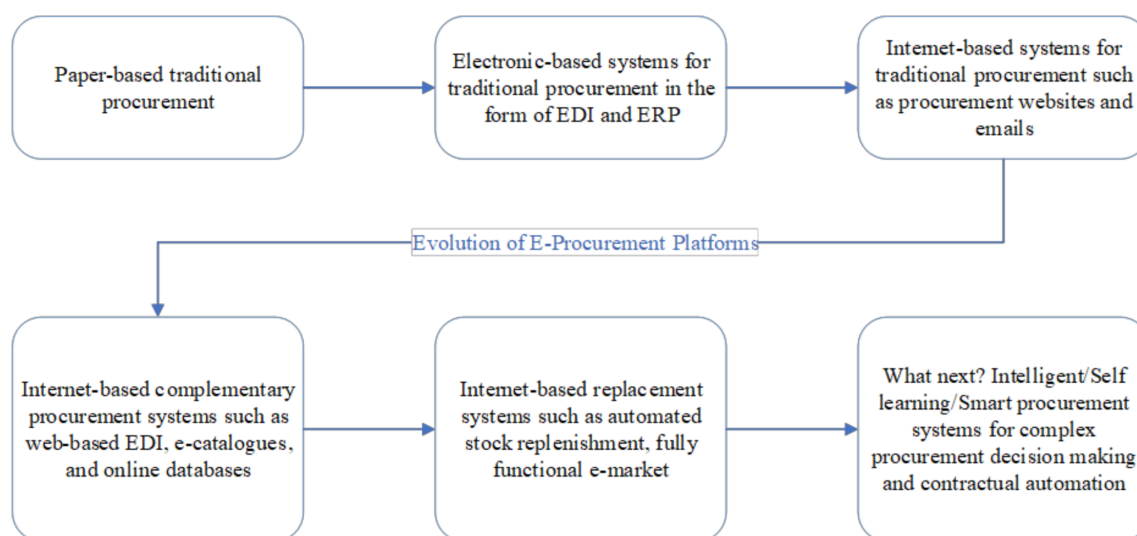 Paper-based traditional
procurement
Electronic-based systems for
traditional procurement in the
form of EDI and ERP
Internet-based systems for
traditional procurement such
as procurement websites and
emails
Evolution of E-Procurement Platforms
Internet-based complementary
procurement systems such as
web-based EDI, e-catalogues,
and online databases
Internet-based replacement
systems such as automated
stock replenishment, fully
functional e-market
What next? Intelligent/Self
learning/Smart procurement
systems for complex
procurement decision making
and contractual automation